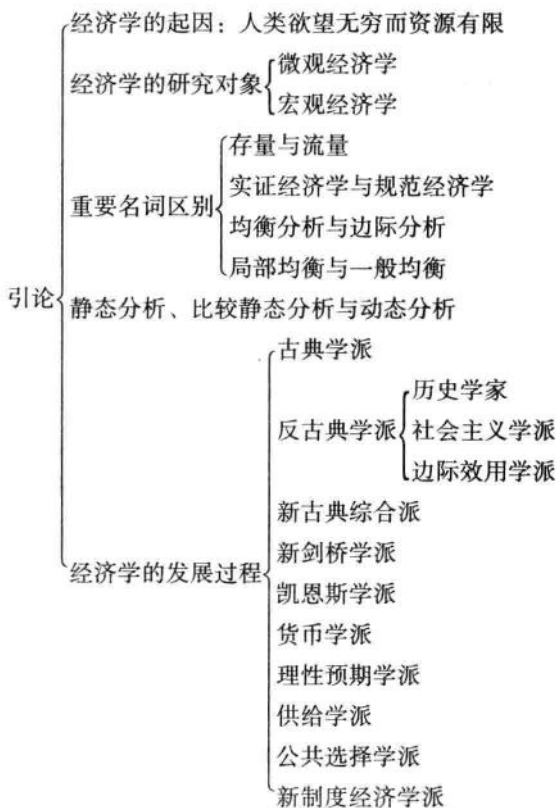 经济学的起因：人类欲望无穷而资源有限
经济学的研究对象
微观经济学
宏观经济学
重要名词区别
存量与流量
实证经济学与规范经济学
均衡分析与边际分析
局部均衡与一般均衡
引论
静态分析、比较静态分析与动态分析
经济学的发展过程
古典学派
反古典学派
历史学家
社会主义学派
边际效用学派
新古典综合派
新剑桥学派
凯恩斯学派
货币学派
理性预期学派
供给学派
公共选择学派
新制度经济学派